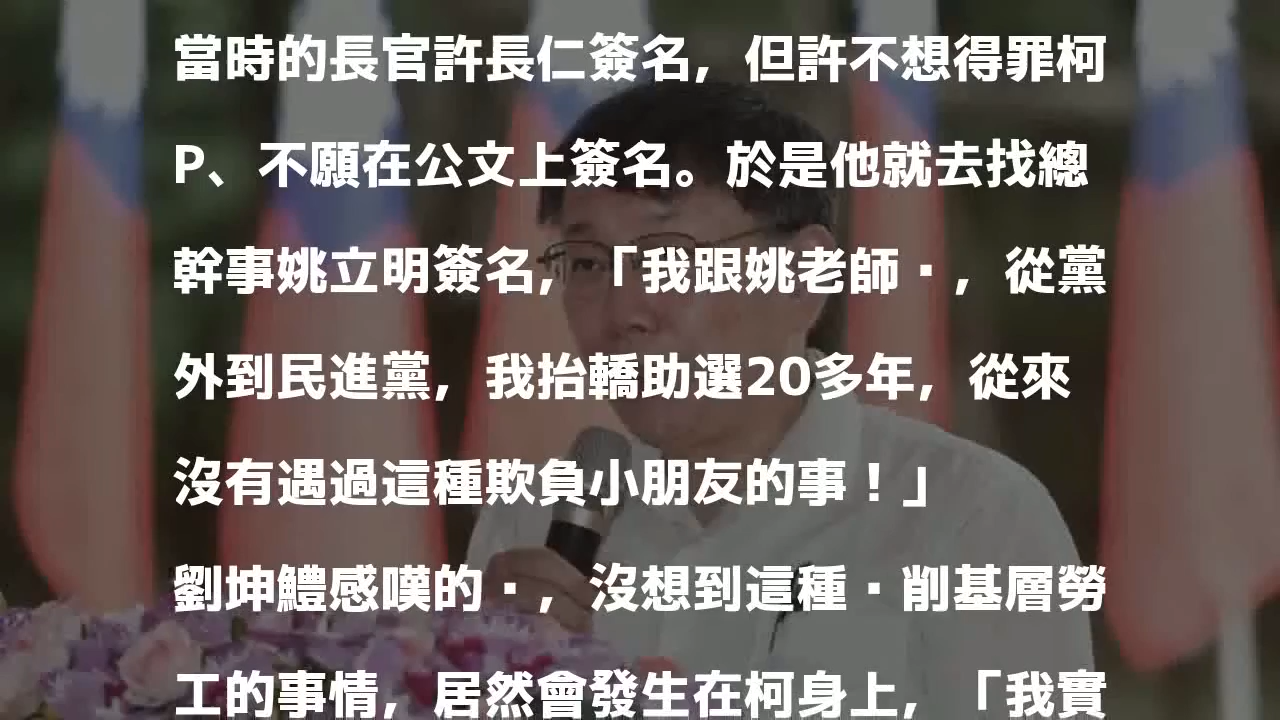 當時的長官許長仁簽名，但許不想得罪柯
P、不願在公文上簽名。於是他就去找總
幹事姚立明簽名，「我跟姚老師▪，從黨
外到民進黨，我抬轎助選20多年，從來
沒有遇過這種欺負小朋友的事！」
劉坤鱧感嘆的▪，沒想到這種▪削基層勞
工的事情，居然會發生在柯身上，「我實